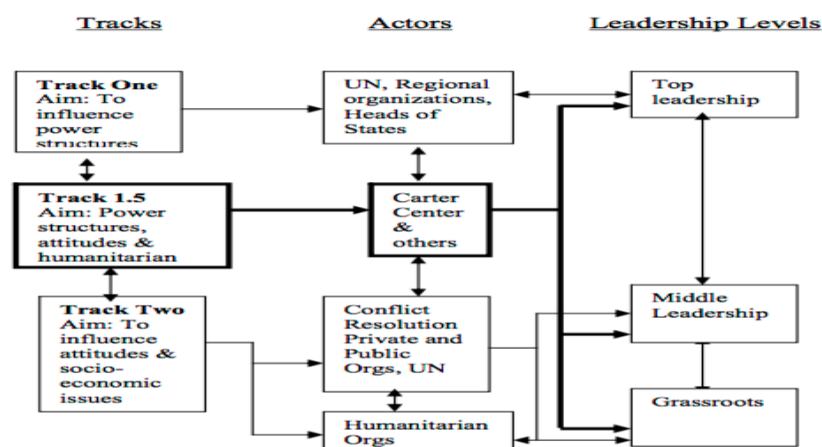 Tracks
Actors
Leadership Levels
Track One
Aim: To
influence
power
structures
UN, Regional
organizations,
Heads of
States
Top
leadership
Track 1.5
Aim: Power
structures,
attitudes &
humanitarian
Carter
Center
&
others
Track Two
Aim: To
influence
attitudes &
socio-
economic
issues
Conflict
Resolution
Private and
Public
Orgs, UN
Middle
Leadership
Humanitarian
Orgs
Grassroots